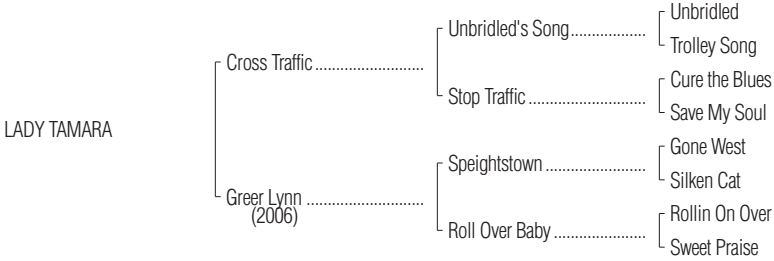 Unbridled
Unbridled's Song..................
Trolley Song
Cross Traffic..........................
Cure the Blues
Stop Traffic............................
Save My Soul
LADY TAMARA
Gone West
Speightstown........................
Silken Cat
Greer Lynn............................
(2006)
Rollin On Over
Roll Over Baby......................
Sweet Praise